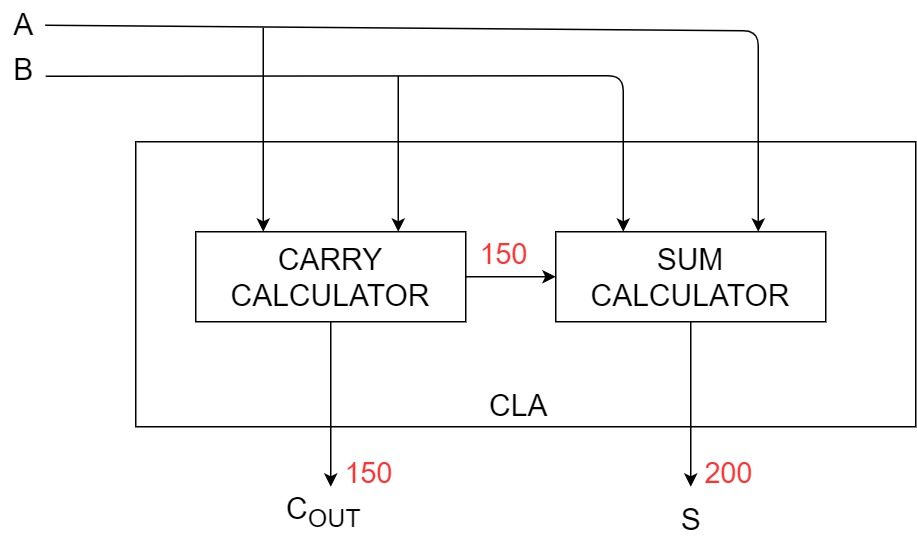 A
B
CARRY
CALCULATOR
150
SUM
CALCULATOR
CLA
150
200
COUT
S